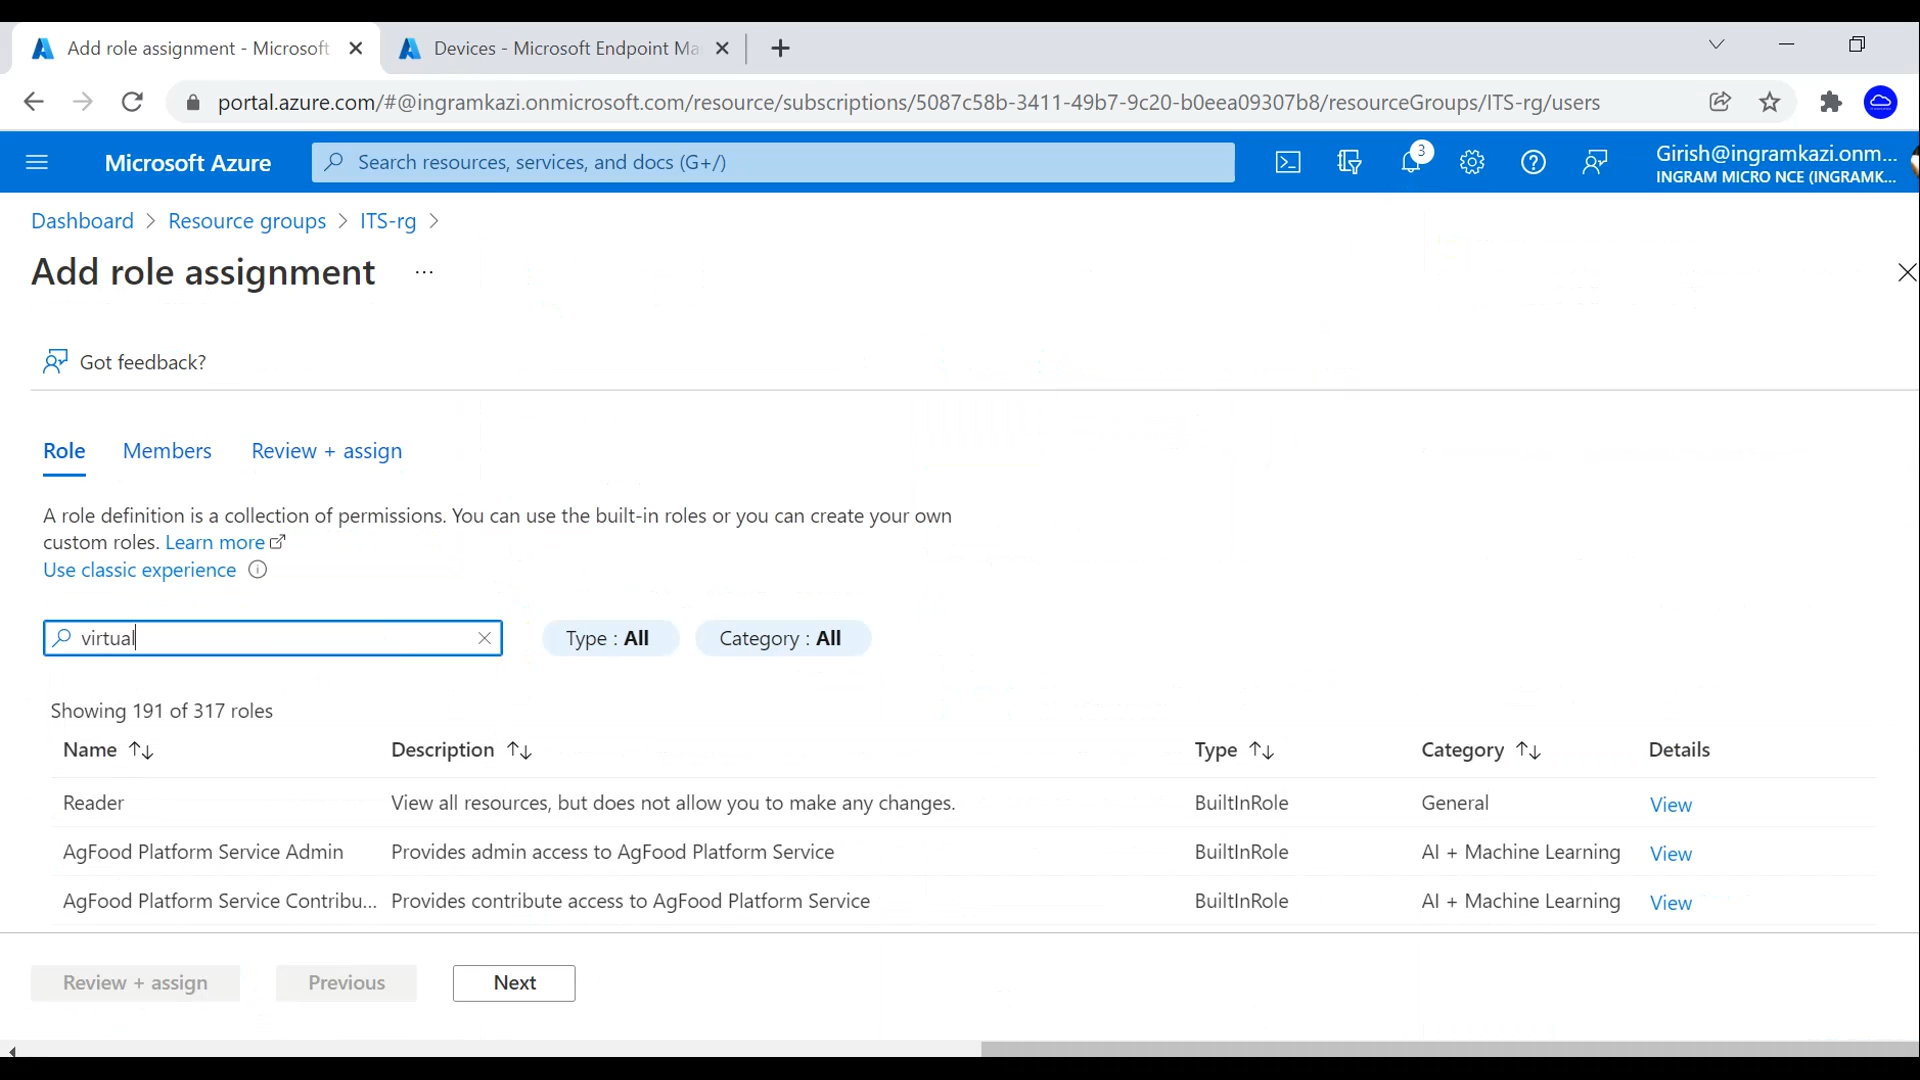 Add role assignment - Microsoft
Devices - Microsoft Endpoint Ma
portal.azure.com/#@ingramkazi.onmicrosoft.com/resource/subscriptions/5087c58b-3411-49b7-9c20-b0eea09307b8/resourceGroups/ITS-rg/users
Microsoft Azure
Search resources, services, and docs (G+/)
3
Girish@ingramkazi.onm...
INGRAM MICRO NCE (INGRAMK...
Dashboard > Resource groups > ITS-rg >
Add role assignment ...
Got feedback?
Role Members Review + assign
A role definition is a collection of permissions. You can use the built-in roles or you can create your own
custom roles. Learn more
Use classic experience
virtual
Type : All
Category : All
Showing 191 of 317 roles
Name Description Type Category Details
Reader View all resources, but does not allow you to make any changes. BuiltInRole General View
AgFood Platform Service Admin Provides admin access to AgFood Platform Service BuiltInRole AI + Machine Learning View
AgFood Platform Service Contribu... Provides contribute access to AgFood Platform Service BuiltInRole AI + Machine Learning View
Review + assign Previous Next